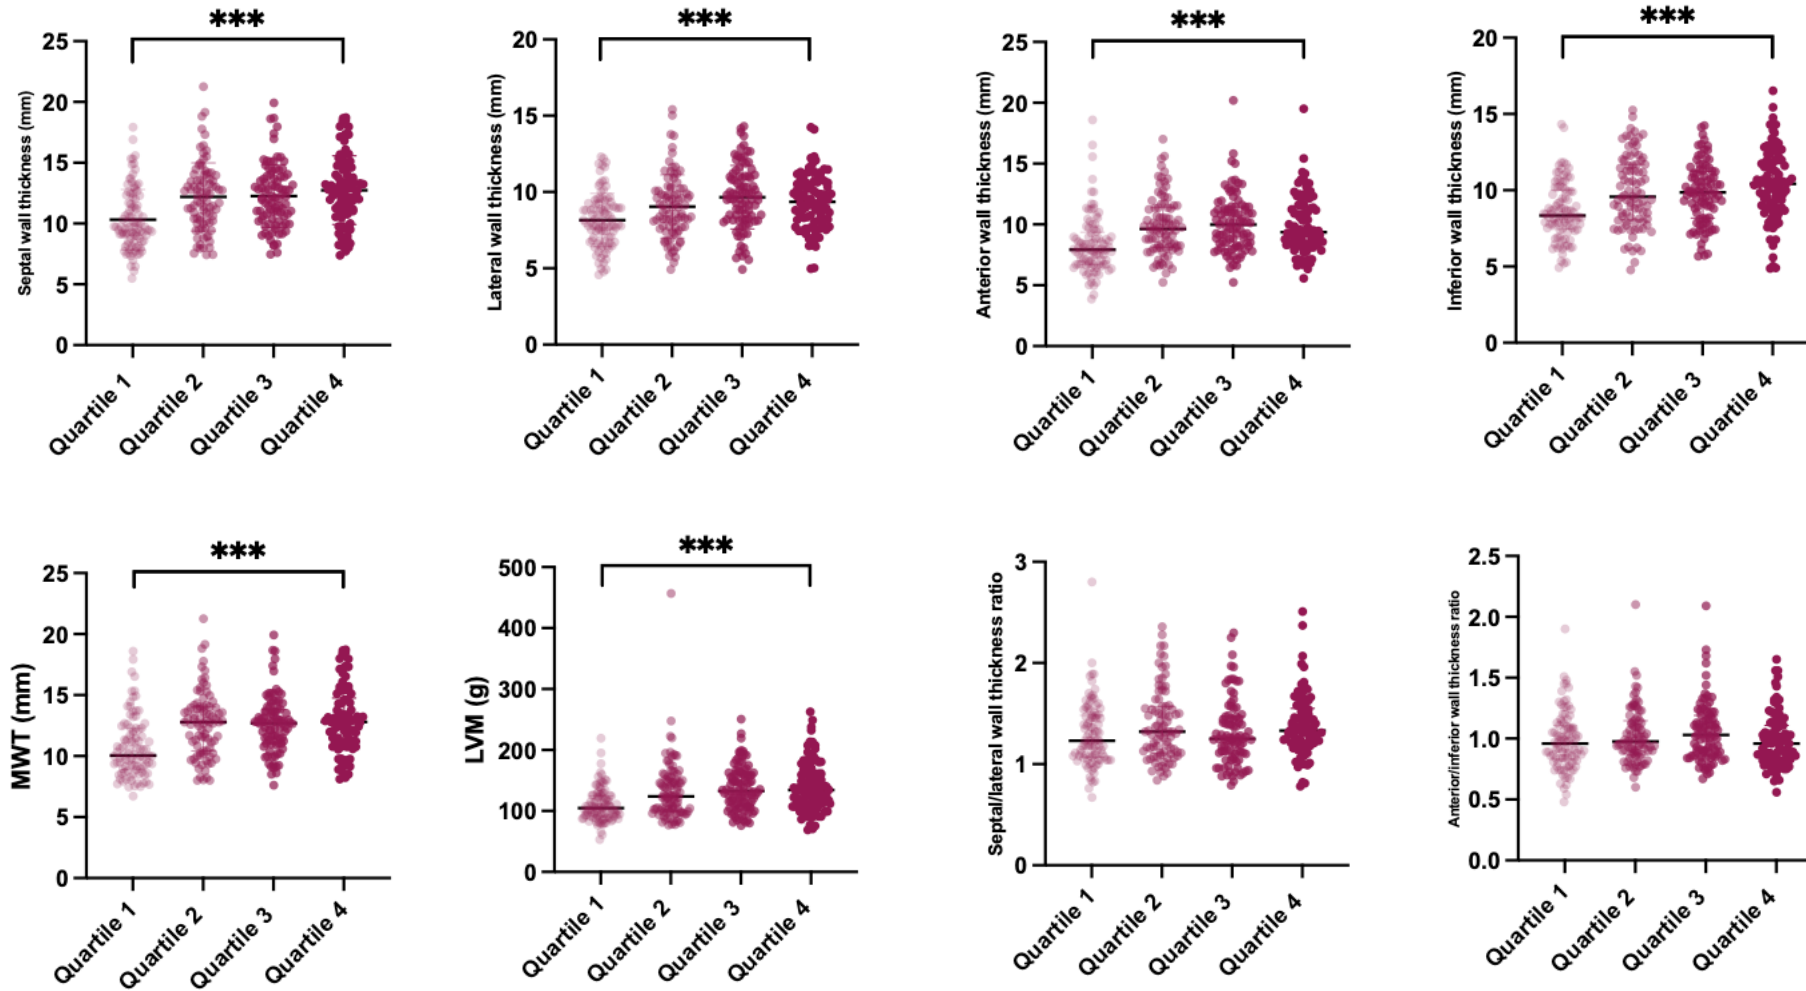 ***
Septal wall thickness (mm)
25
20
15
10
5
0
Quartile 1
Quartile 2
Quartile 3
Quartile 4
***
Lateral wall thickness (mm)
20
15
10
5
0
Quartile 1
Quartile 2
Quartile 3
Quartile 4
***
Anterior wall thickness (mm)
25
20
15
10
5
0
Quartile 1
Quartile 2
Quartile 3
Quartile 4
***
Inferior wall thickness (mm)
20
15
10
5
0
Quartile 1
Quartile 2
Quartile 3
Quartile 4
***
MWT (mm)
25
20
15
10
5
0
Quartile 1
Quartile 2
Quartile 3
Quartile 4
***
LVM (g)
500
400
300
200
100
0
Quartile 1
Quartile 2
Quartile 3
Quartile 4
Septal/lateral wall thickness ratio
3
2
1
0
Quartile 1
Quartile 2
Quartile 3
Quartile 4
Anterior/inferior wall thickness ratio
2.5
2.0
1.5
1.0
0.5
0.0
Quartile 1
Quartile 2
Quartile 3
Quartile 4